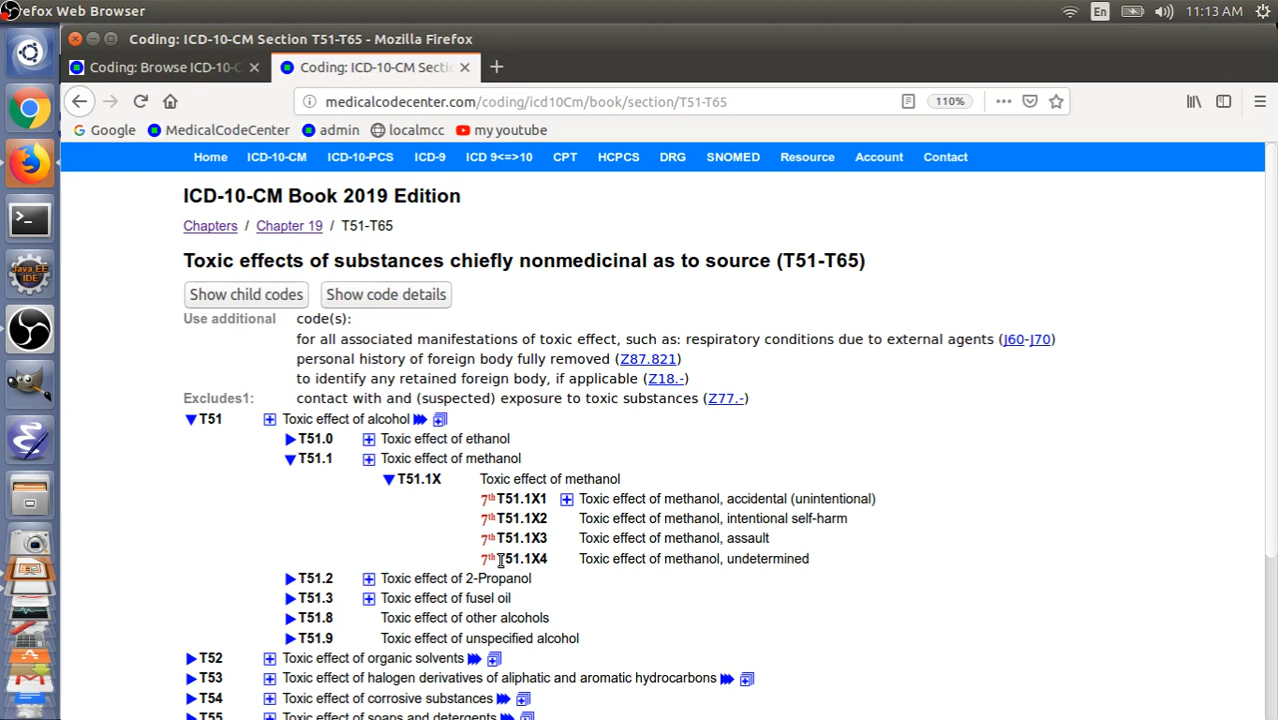 refox Web Browser
En
11:13 AM
Coding: ICD-10-CM Section T51-T65 - Mozilla Firefox
Coding: Browse ICD-10-C
Coding: ICD-10-CM Sectio
medicalcodecenter.com/coding/icd10Cm/book/section/T51-T65
110%
Google MedicalCodeCenter admin localmcc my youtube
Home ICD-10-CM ICD-10-PCS ICD-9 ICD 9<=>10 CPT HCPCS DRG SNOMED Resource Account Contact
ICD-10-CM Book 2019 Edition
Chapters / Chapter 19 / T51-T65
Toxic effects of substances chiefly nonmedicinal as to source (T51-T65)
Show child codes Show code details
Use additional code(s):
for all associated manifestations of toxic effect, such as: respiratory conditions due to external agents (J60-J70)
personal history of foreign body fully removed (Z87.821)
to identify any retained foreign body, if applicable (Z18.-)
Excludes1: contact with and (suspected) exposure to toxic substances (Z77.-)
T51 Toxic effect of alcohol
T51.0 Toxic effect of ethanol
T51.1 Toxic effect of methanol
T51.1X Toxic effect of methanol
7th T51.1X1 Toxic effect of methanol, accidental (unintentional)
7th T51.1X2 Toxic effect of methanol, intentional self-harm
7th T51.1X3 Toxic effect of methanol, assault
7th T51.1X4 Toxic effect of methanol, undetermined
T51.2 Toxic effect of 2-Propanol
T51.3 Toxic effect of fusel oil
T51.8 Toxic effect of other alcohols
T51.9 Toxic effect of unspecified alcohol
T52 Toxic effect of organic solvents
T53 Toxic effect of halogen derivatives of aliphatic and aromatic hydrocarbons
T54 Toxic effect of corrosive substances
T55 Toxic effect of soaps and detergents